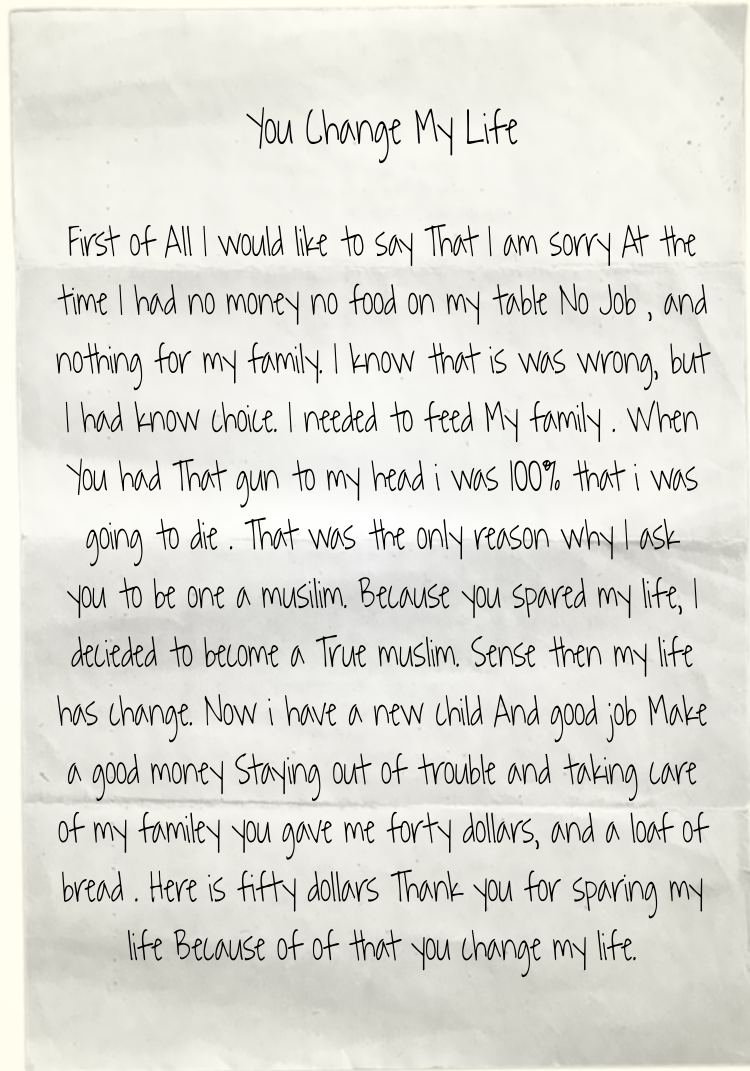 You Change My Life
First of All I would like to say That I am sorry At the
time I had no money no food on my table No Job , and
nothing for my family. I know that is was wrong, but
I had know choice. I needed to feed My family . When
You had That gun to my head i was 100% that i was
going to die . That was the only reason why I ask
you to be one a musilim. Because you spared my life, I
decieded to become a True muslim. Sense then my life
has change. Now i have a new child And good job Make
a good money Staying out of trouble and taking care
of my familey you gave me forty dollars, and a loaf of
bread . Here is fifty dollars Thank you for sparing my
life Because of of that you change my life.